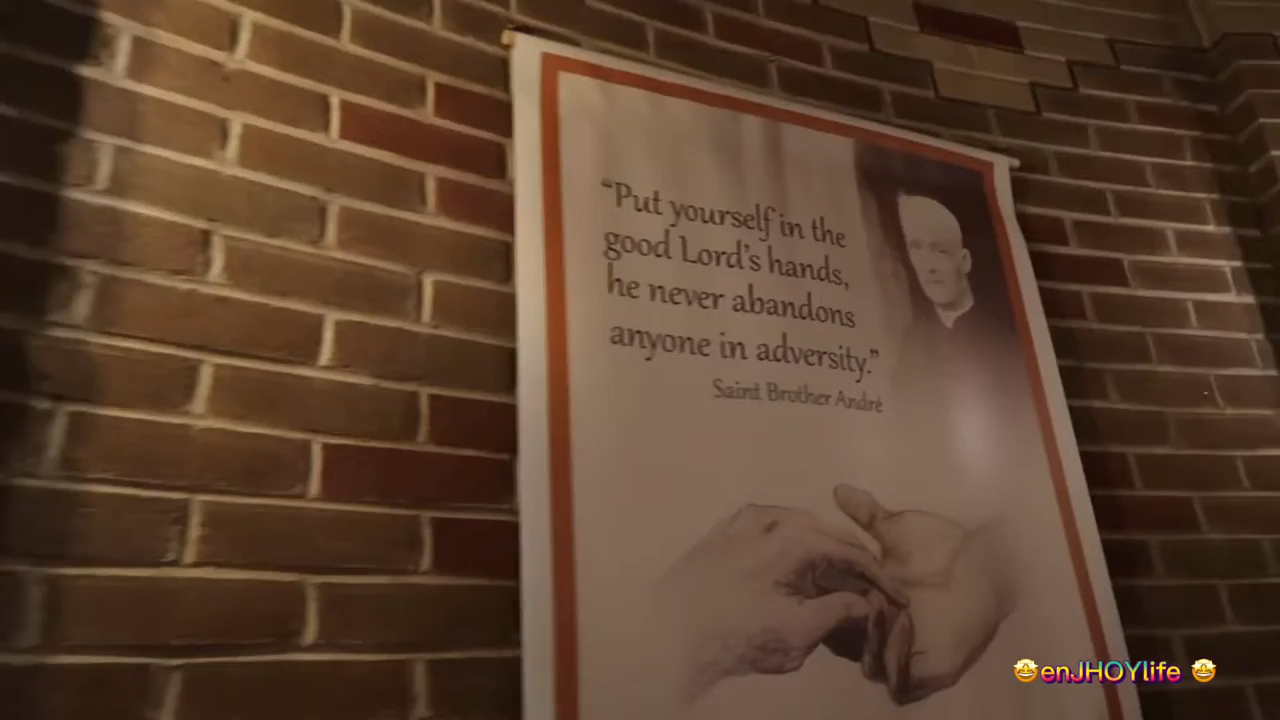 “Put yourself in the
good Lord’s hands,
he never abandons
anyone in adversity.”
Saint Brother André
🤩enJHOYlife 🤩